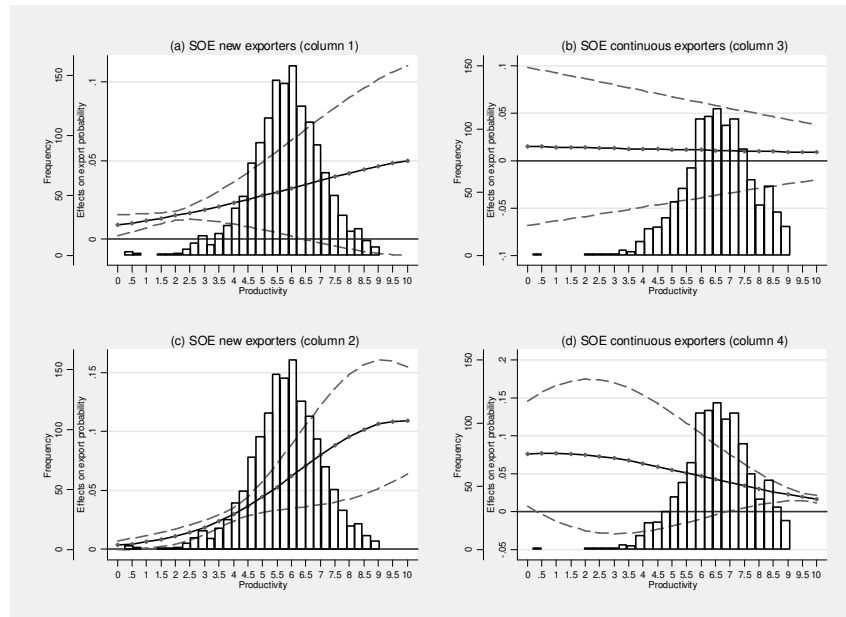 (a) SOE new exporters (column 1)
Frequency
0 50 100 150
Effects on export probability
0 .05 .1
0 .5 1 1.5 2 2.5 3 3.5 4 4.5 5 5.5 6 6.5 7 7.5 8 8.5 9 9.5 10
Productivity
(b) SOE continuous exporters (column 3)
Frequency
0 50 100 150
Effects on export probability
-.1 -.05 0 .05 .1
0 .5 1 1.5 2 2.5 3 3.5 4 4.5 5 5.5 6 6.5 7 7.5 8 8.5 9 9.5 10
Productivity
(c) SOE new exporters (column 2)
Frequency
0 50 100 150
Effects on export probability
0 .05 .1 .15
0 .5 1 1.5 2 2.5 3 3.5 4 4.5 5 5.5 6 6.5 7 7.5 8 8.5 9 9.5 10
Productivity
(d) SOE continuous exporters (column 4)
Frequency
0 50 100 150
Effects on export probability
-.05 0 .05 .1 .15 .2
0 .5 1 1.5 2 2.5 3 3.5 4 4.5 5 5.5 6 6.5 7 7.5 8 8.5 9 9.5 10
Productivity